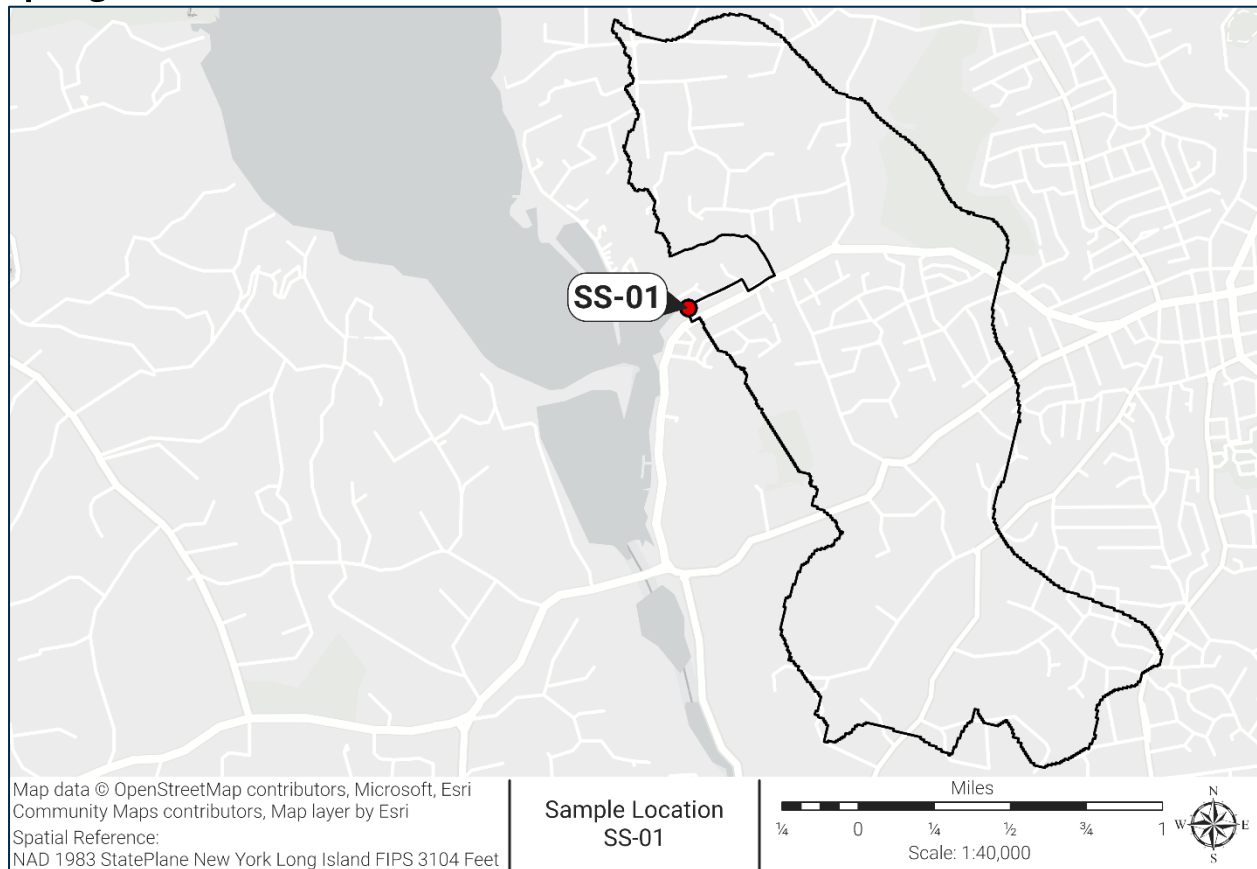 SS-01
Map data © OpenStreetMap contributors, Microsoft, Esri
Community Maps contributors, Map layer by Esri
Spatial Reference:
NAD 1983 StatePlane New York Long Island FIPS 3104 Feet
Sample Location
SS-01
Miles
¼ 0 ¼ ½ ¾ 1
Scale: 1:40,000
N
W E
S